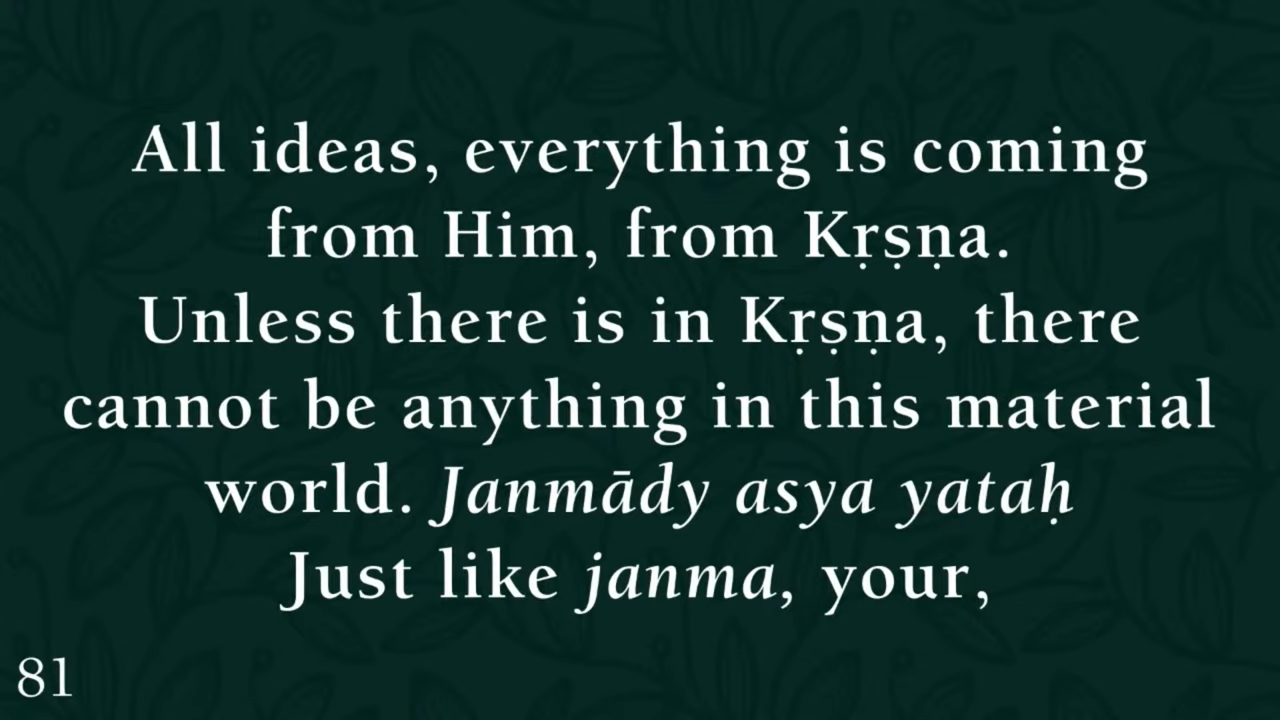 All ideas, everything is coming
from Him, from Kṛṣṇa.
Unless there is in Kṛṣṇa, there
cannot be anything in this material
world. Janmādy asya yataḥ
Just like janma, your,
81